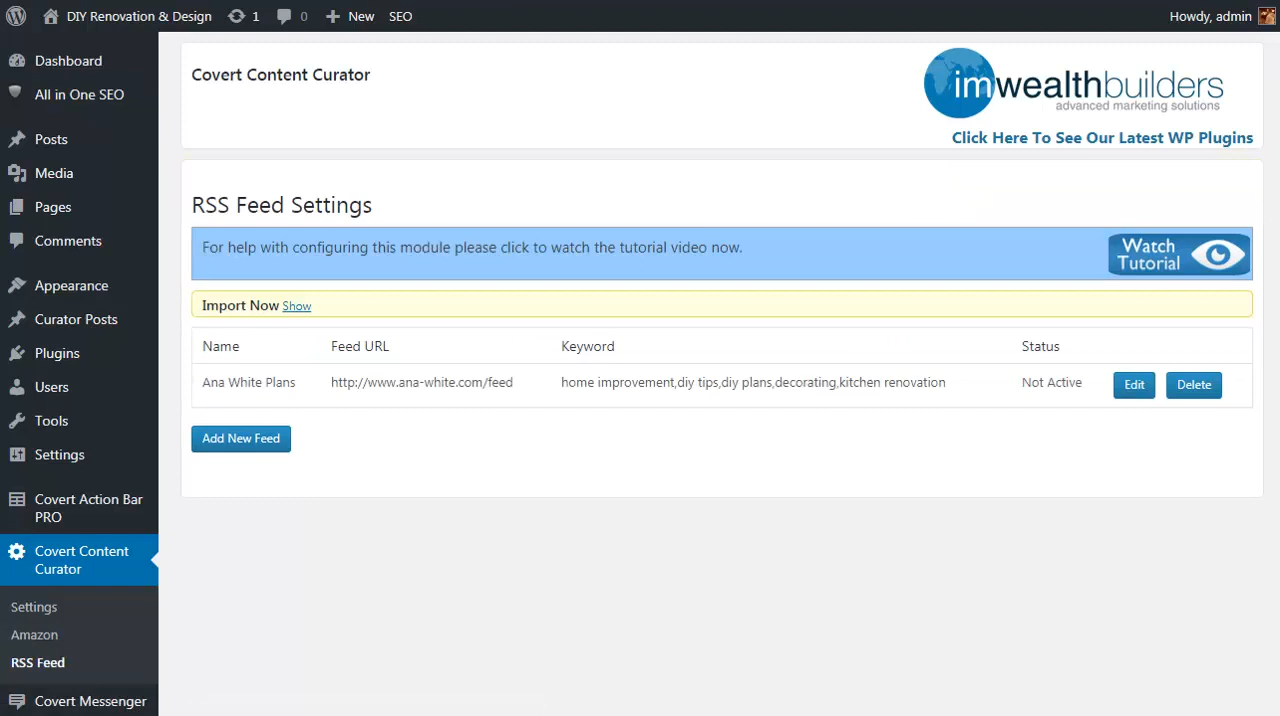 DIY Renovation & Design 1 0 New SEO Howdy, admin
Dashboard
All in One SEO
Posts
Media
Pages
Comments
Appearance
Curator Posts
Plugins
Users
Tools
Settings
Covert Action Bar
PRO
Covert Content
Curator
Settings
Amazon
RSS Feed
Covert Messenger
Covert Content Curator
imwealthbuilders
advanced marketing solutions
Click Here To See Our Latest WP Plugins
RSS Feed Settings
For help with configuring this module please click to watch the tutorial video now.
Watch
Tutorial
Import Now Show
Name Feed URL Keyword Status
Ana White Plans http://www.ana-white.com/feed home improvement,diy tips,diy plans,decorating,kitchen renovation Not Active Edit Delete
Add New Feed